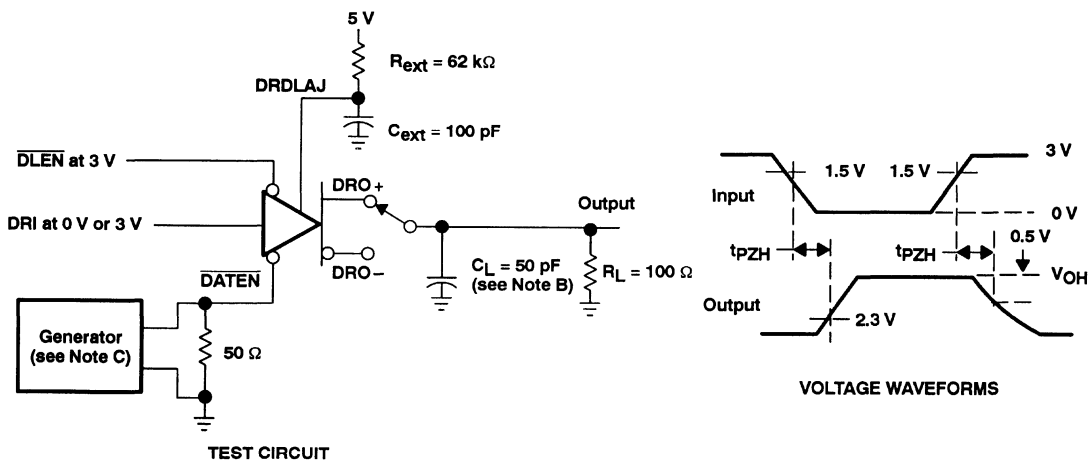 5 V
Rext = 62 kΩ
DRDLAJ
Cext = 100 pF
DLEN at 3 V
DRI at 0 V or 3 V
DRO+
DRO−
DATEN
Output
CL = 50 pF
(see Note B)
RL = 100 Ω
Generator
(see Note C)
50 Ω
TEST CIRCUIT
3 V
1.5 V
1.5 V
Input
0 V
tPZH
tPZH
0.5 V
VOH
Output
2.3 V
VOLTAGE WAVEFORMS